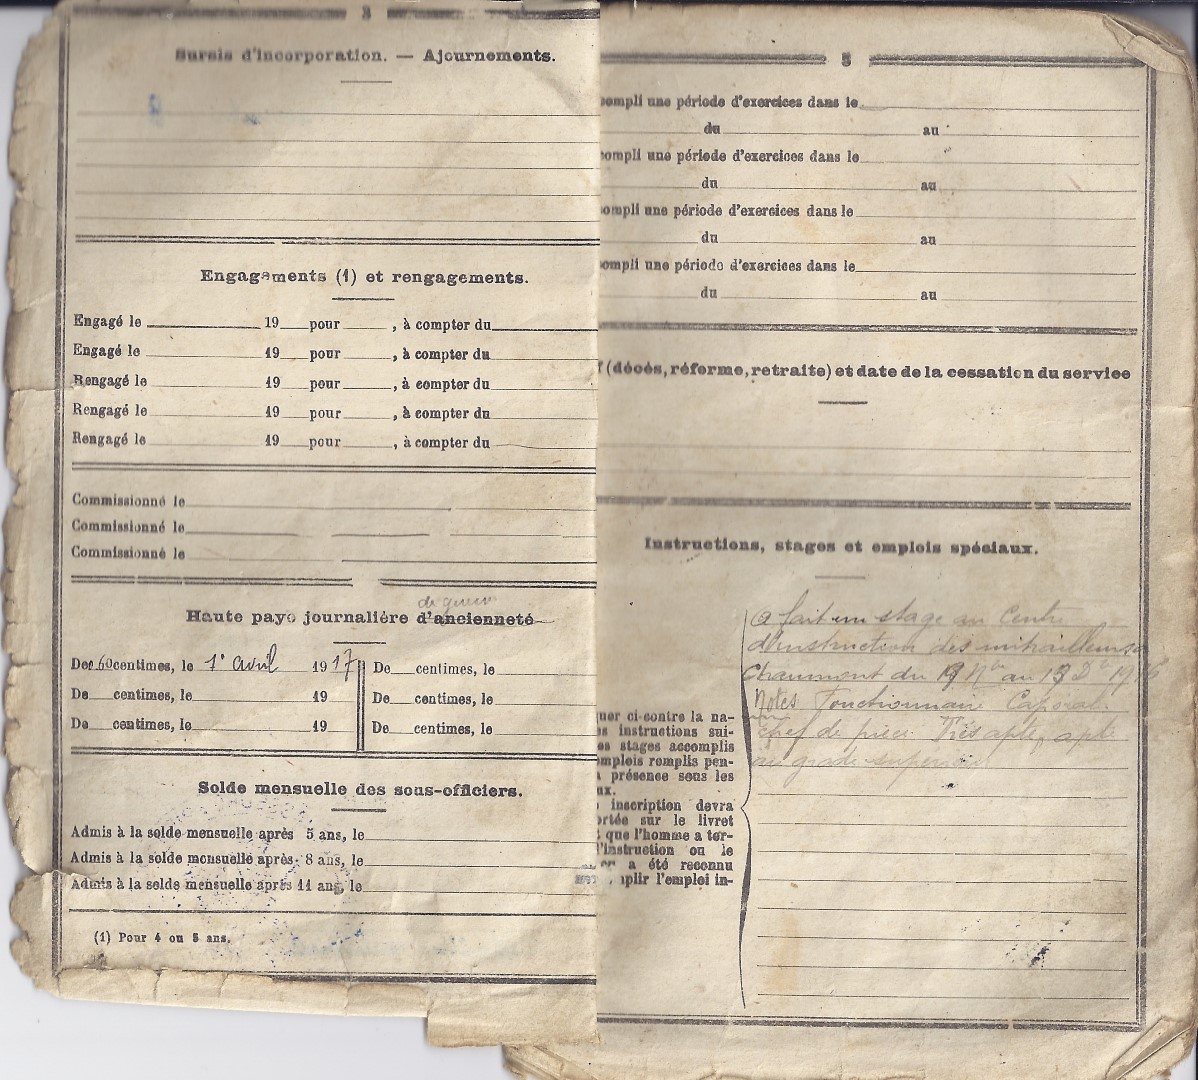 3
Sursis d'incorporation. — Ajournements.
Engagements (1) et rengagements.
Engagé le 19 pour , à compter du
Engagé le 19 pour , à compter du
Rengagé le 19 pour , à compter du
Rengagé le 19 pour , à compter du
Rengagé le 19 pour , à compter du
Commissionné le
Commissionné le
Commissionné le
de guerre
Haute paye journalière d'ancienneté
De 0.60 centimes, le 1er avril 1917 De centimes, le
De centimes, le 19 De centimes, le
De centimes, le 19 De centimes, le
Solde mensuelle des sous-officiers.
Admis à la solde mensuelle après 5 ans, le
Admis à la solde mensuelle après 8 ans, le
Admis à la solde mensuelle après 11 ans, le
(1) Pour 4 ou 5 ans.
5
ompli une période d'exercices dans le
du au
ompli une période d'exercices dans le
du au
ompli une période d'exercices dans le
du au
ompli une période d'exercices dans le
du au
f (décès, réforme, retraite) et date de la cessation du service
Instructions, stages et emplois spéciaux.
quer ci-contre la na-
es instructions sui-
es stages accomplis
emplois remplis pen-
a présence sous les
ux.
inscription devra
ortée sur le livret
que l'homme a ter-
l'instruction ou le
a été reconnu
mplir l'emploi in-
A fait un stage au Centre
d'instruction des mitrailleurs
Chaumont du 19 Nbre au 19 Dbre
Notes Fonctionnaire Caporal
chef de pièce Très apte, apte
au grade supérieur